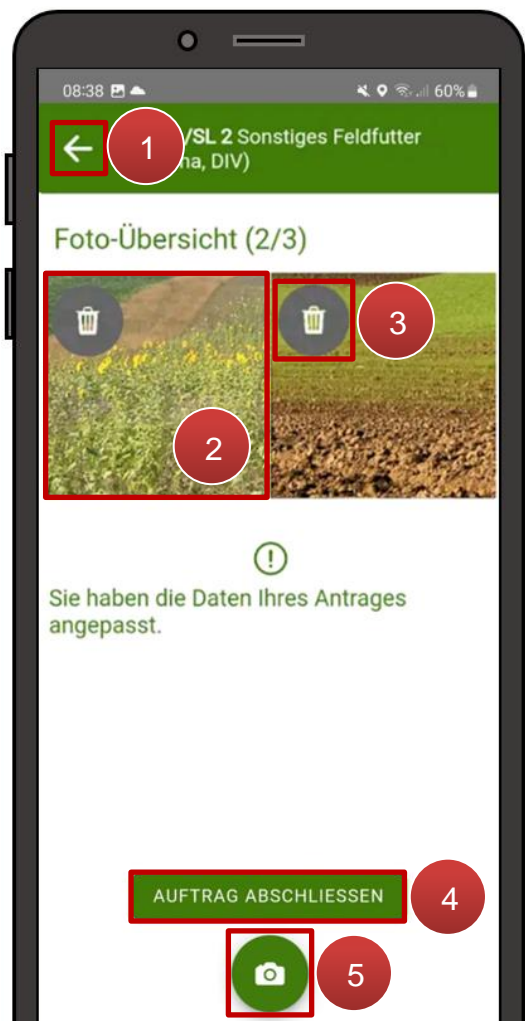 08:38 60%
1 /SL 2 Sonstiges Feldfutter
ha, DIV)
Foto-Übersicht (2/3)
3
2
Sie haben die Daten Ihres Antrages
angepasst.
AUFTRAG ABSCHLIESSEN 4
5